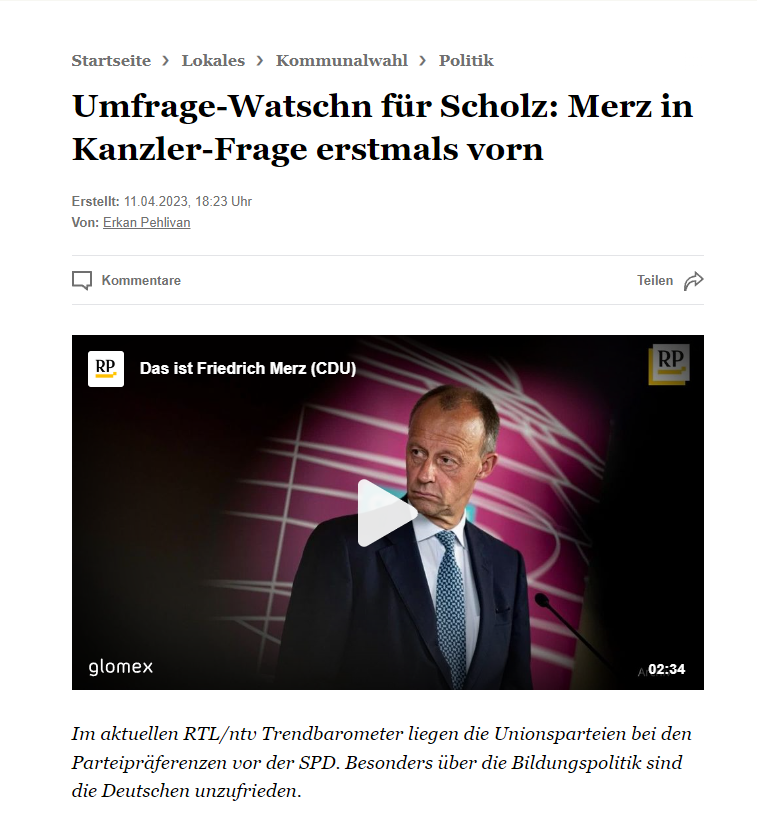 Startseite > Lokales > Kommunalwahl > Politik
Umfrage-Watschn für Scholz: Merz in
Kanzler-Frage erstmals vorn
Erstellt: 11.04.2023, 18:23 Uhr
Von: Erkan Pehlivan
Kommentare
Teilen
RP
Das ist Friedrich Merz (CDU)
RP
glomex
02:34
Im aktuellen RTL/ntv Trendbarometer liegen die Unionsparteien bei den
Parteipräferenzen vor der SPD. Besonders über die Bildungspolitik sind
die Deutschen unzufrieden.